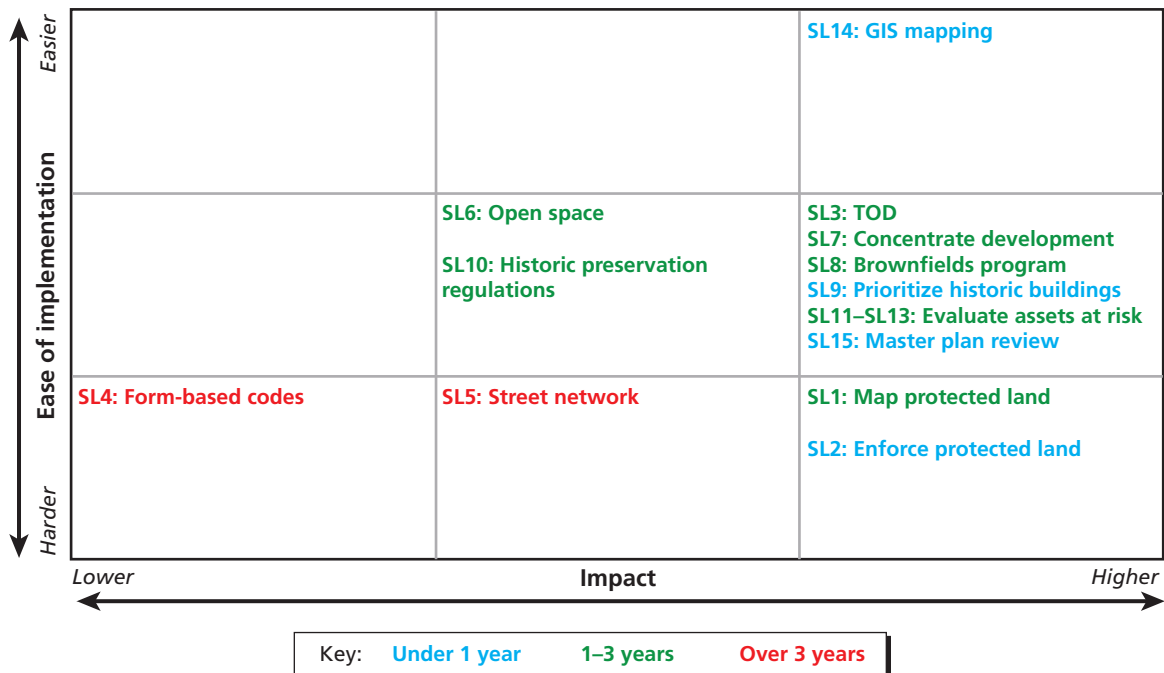 Easier
Ease of implementation
Harder
SL14: GIS mapping
SL6: Open space
SL10: Historic preservation
regulations
SL3: TOD
SL7: Concentrate development
SL8: Brownfields program
SL9: Prioritize historic buildings
SL11–SL13: Evaluate assets at risk
SL15: Master plan review
SL4: Form-based codes
SL5: Street network
SL1: Map protected land
SL2: Enforce protected land
Lower Impact Higher
Key: Under 1 year 1–3 years Over 3 years